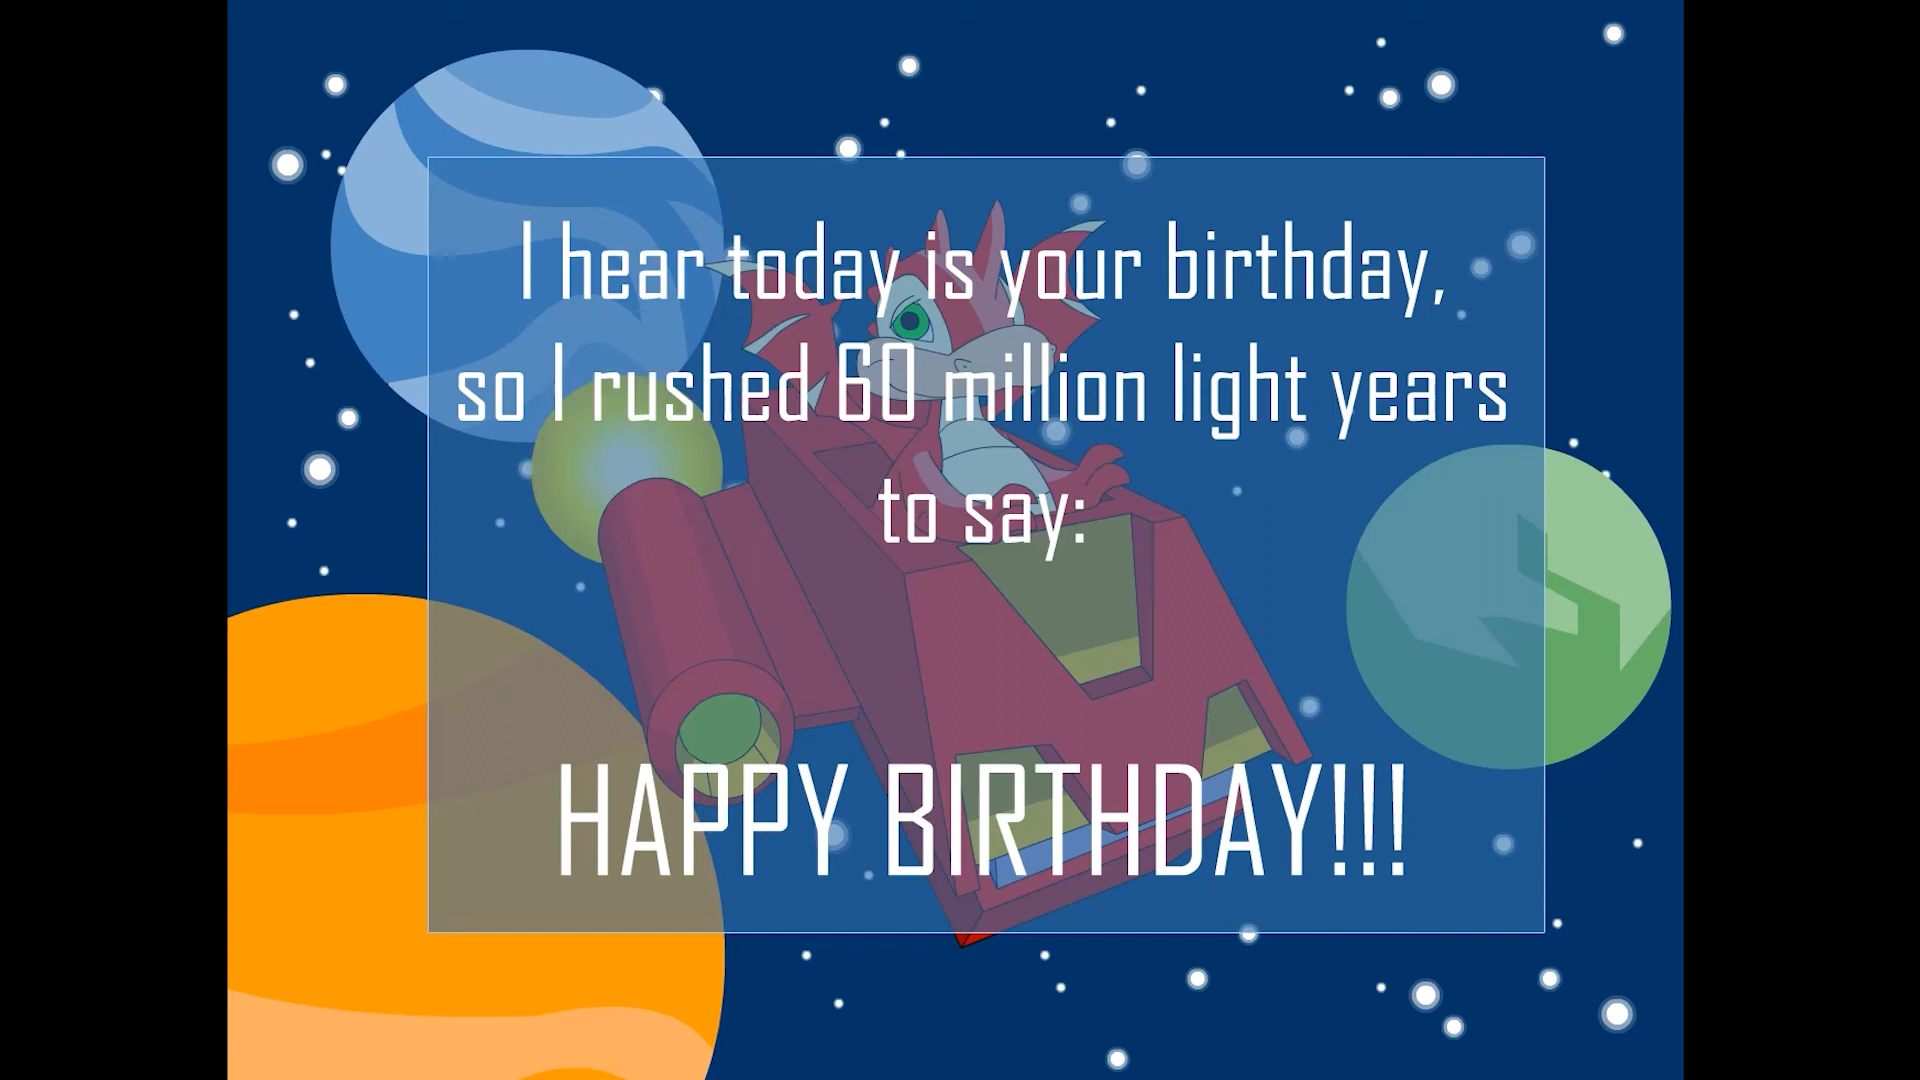 I hear today is your birthday,
so I rushed 60 million light years
to say:
HAPPY BIRTHDAY!!!